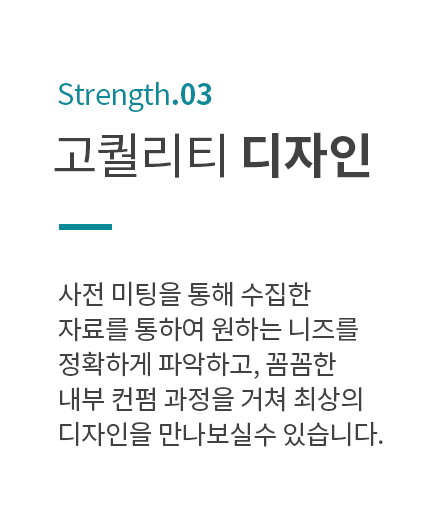 Strength.03
고퀄리티 디자인
사전 미팅을 통해 수집한
자료를 통하여 원하는 니즈를
정확하게 파악하고, 꼼꼼한
내부 컨펌 과정을 거쳐 최상의
디자인을 만나보실수 있습니다.